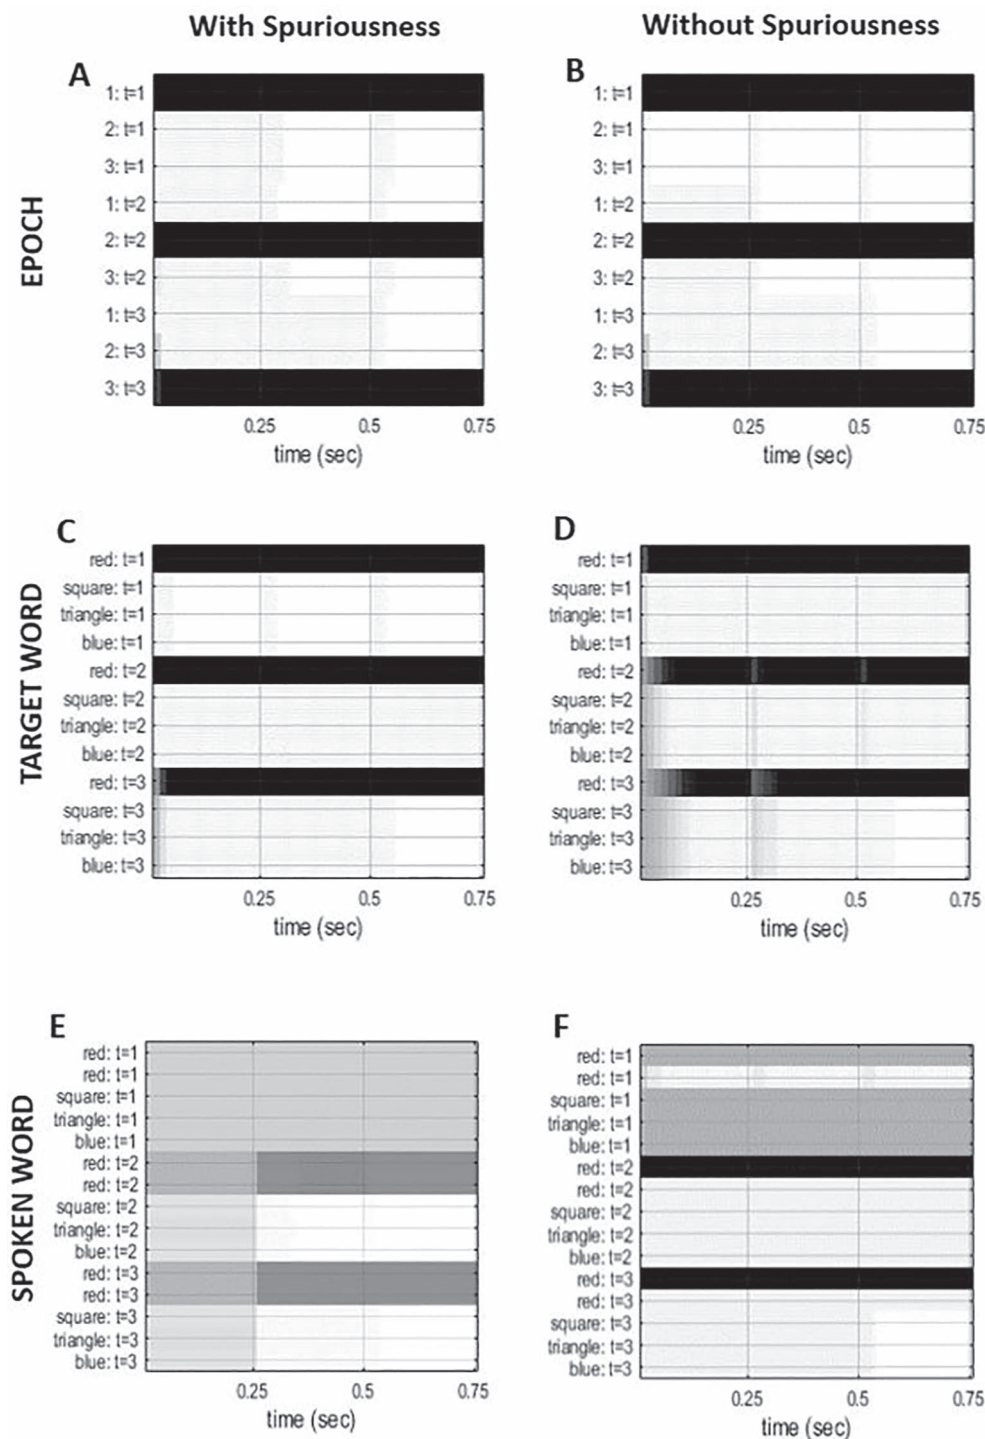 With Spuriousness
Without Spuriousness
A
B
EPOCH
1: t=1
2: t=1
3: t=1
1: t=2
2: t=2
3: t=2
1: t=3
2: t=3
3: t=3
0.25
0.5
0.75
time (sec)
1: t=1
2: t=1
3: t=1
1: t=2
2: t=2
3: t=2
1: t=3
2: t=3
3: t=3
0.25
0.5
0.75
time (sec)
C
D
TARGET WORD
red: t=1
square: t=1
triangle: t=1
blue: t=1
red: t=2
square: t=2
triangle: t=2
blue: t=2
red: t=3
square: t=3
triangle: t=3
blue: t=3
0.25
0.5
0.75
time (sec)
red: t=1
square: t=1
triangle: t=1
blue: t=1
red: t=2
square: t=2
triangle: t=2
blue: t=2
red: t=3
square: t=3
triangle: t=3
blue: t=3
0.25
0.5
0.75
time (sec)
E
F
SPOKEN WORD
red: t=1
red: t=1
square: t=1
triangle: t=1
blue: t=1
red: t=2
red: t=2
square: t=2
triangle: t=2
blue: t=2
red: t=3
red: t=3
square: t=3
triangle: t=3
blue: t=3
0.25
0.5
0.75
time (sec)
red: t=1
red: t=1
square: t=1
triangle: t=1
blue: t=1
red: t=2
red: t=2
square: t=2
triangle: t=2
blue: t=2
red: t=3
red: t=3
square: t=3
triangle: t=3
blue: t=3
0.25
0.5
0.75
time (sec)